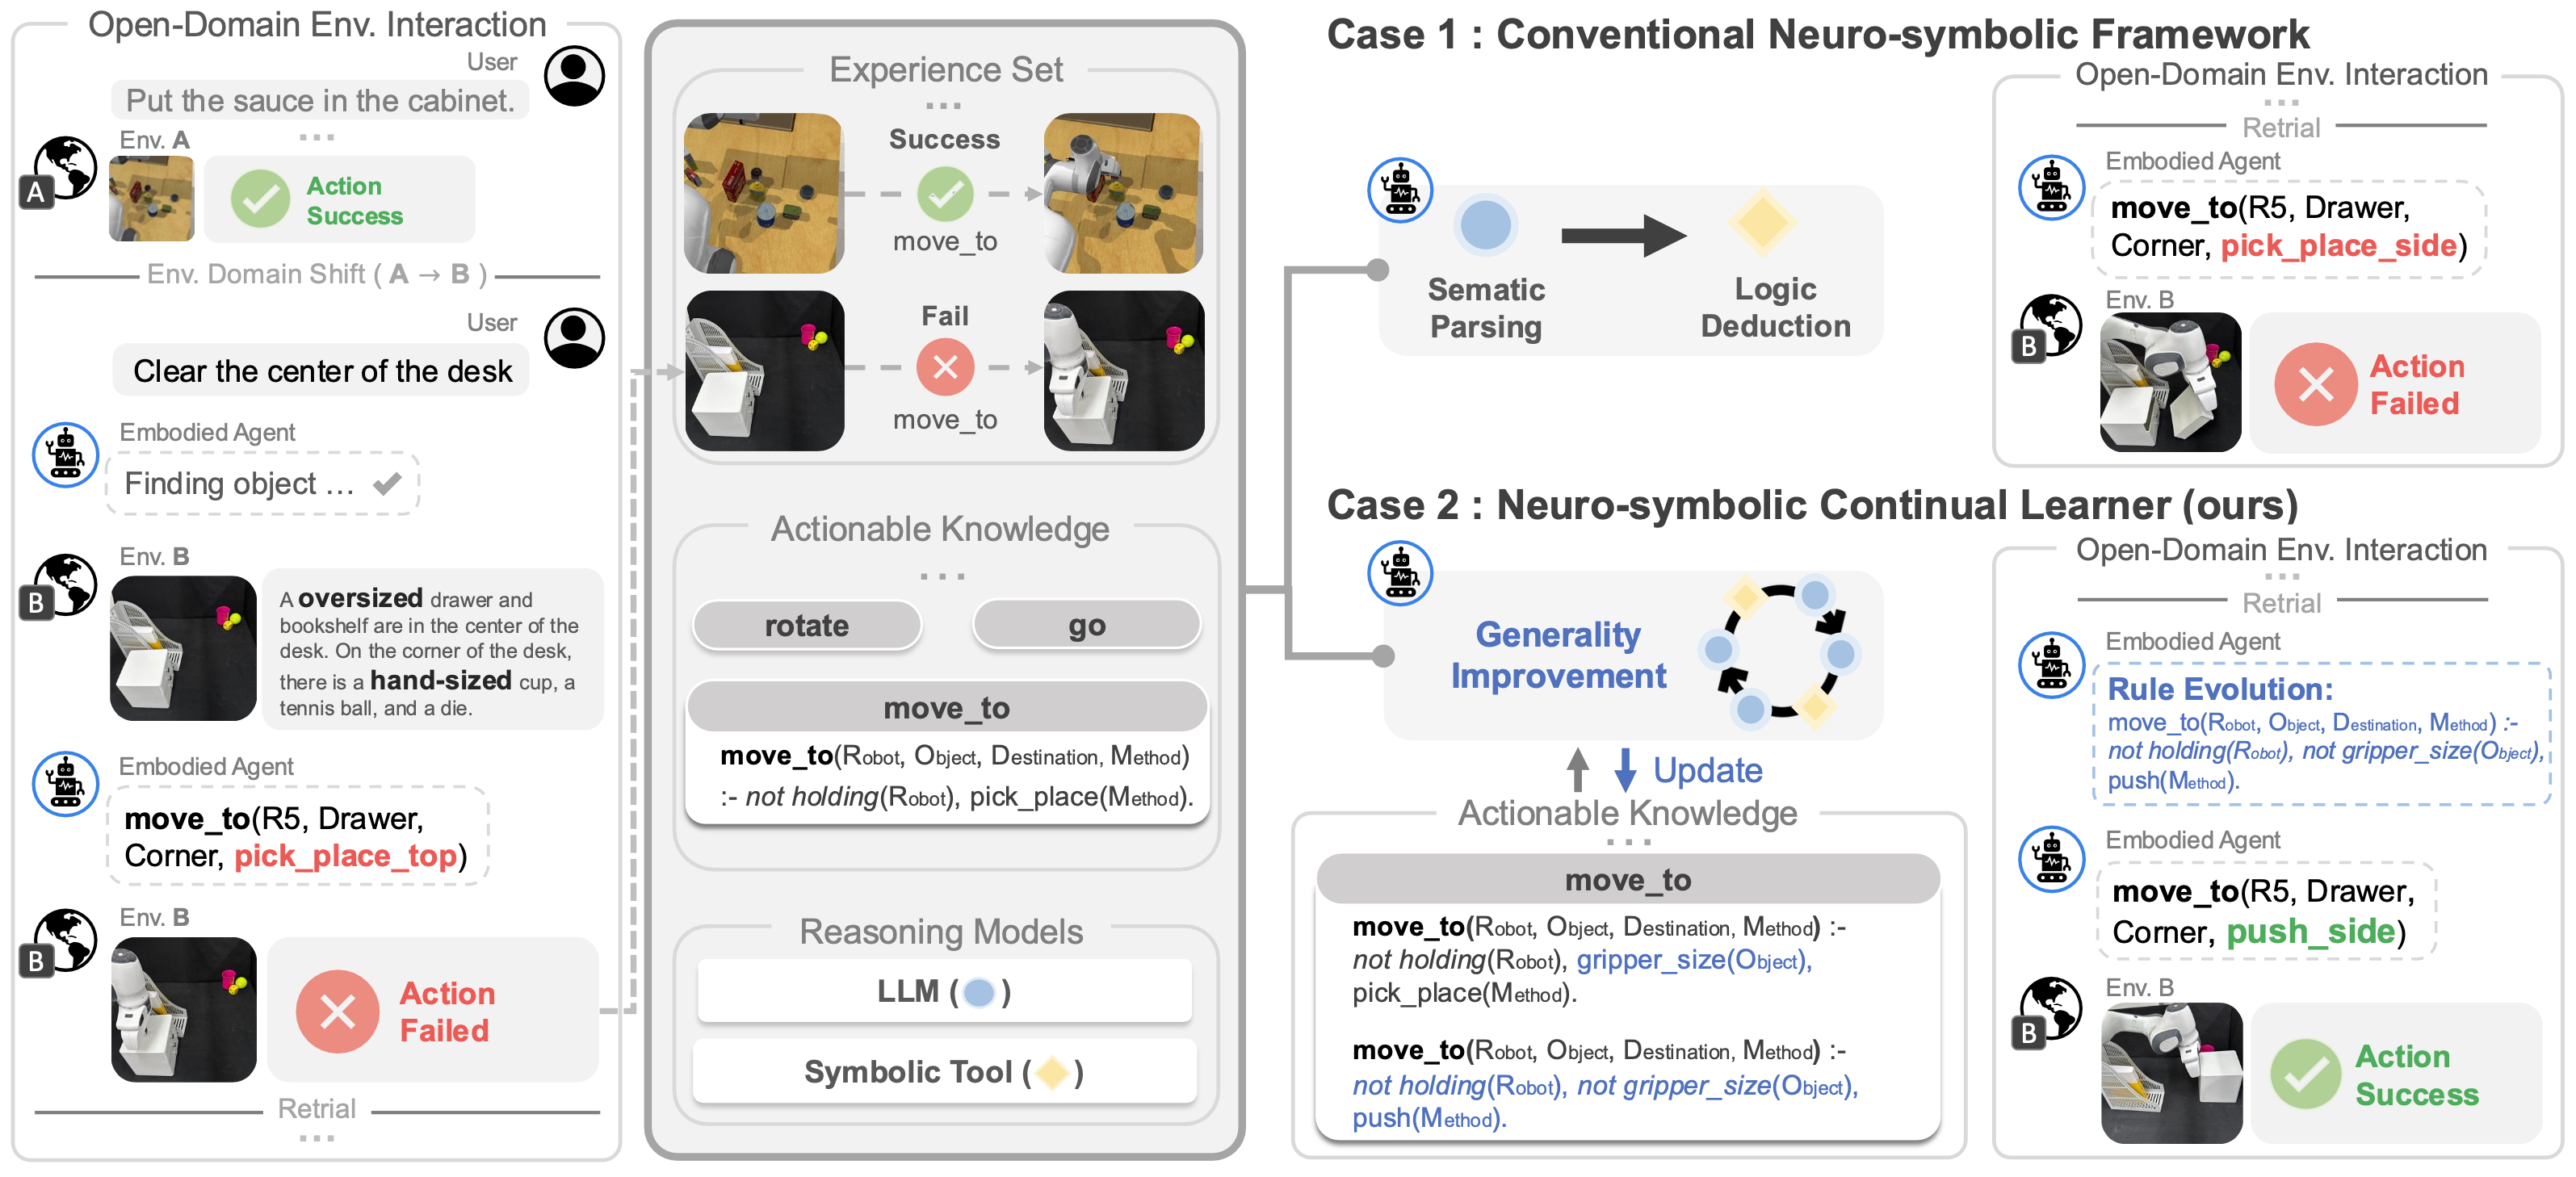 Open-Domain Env. Interaction
User
Put the sauce in the cabinet.
...
Env. A
A
Action
Success
Env. Domain Shift ( A → B )
User
Clear the center of the desk
Embodied Agent
Finding object ...
Env. B
B
A oversized drawer and
bookshelf are in the center of the
desk. On the corner of the desk,
there is a hand-sized cup, a
tennis ball, and a die.
Embodied Agent
move_to(R5, Drawer,
Corner, pick_place_top)
Env. B
B
Action
Failed
Retrial
...
Experience Set
...
Success
move_to
Fail
move_to
Actionable Knowledge
...
rotate
go
move_to
move_to(Robot, Object, Destination, Method)
:- not holding(Robot), pick_place(Method).
Reasoning Models
LLM ( )
Symbolic Tool ( )
Case 1 : Conventional Neuro-symbolic Framework
Sematic
Parsing
Logic
Deduction
Open-Domain Env. Interaction
...
Retrial
Embodied Agent
move_to(R5, Drawer,
Corner, pick_place_side)
Env. B
B
Action
Failed
Case 2 : Neuro-symbolic Continual Learner (ours)
Generality
Improvement
Update
Actionable Knowledge
...
move_to
move_to(Robot, Object, Destination, Method) :-
not holding(Robot), gripper_size(Object),
pick_place(Method).
move_to(Robot, Object, Destination, Method) :-
not holding(Robot), not gripper_size(Object),
push(Method).
Open-Domain Env. Interaction
...
Retrial
Embodied Agent
Rule Evolution:
move_to(Robot, Object, Destination, Method) :-
not holding(Robot), not gripper_size(Object),
push(Method).
Embodied Agent
move_to(R5, Drawer,
Corner, push_side)
Env. B
B
Action
Success